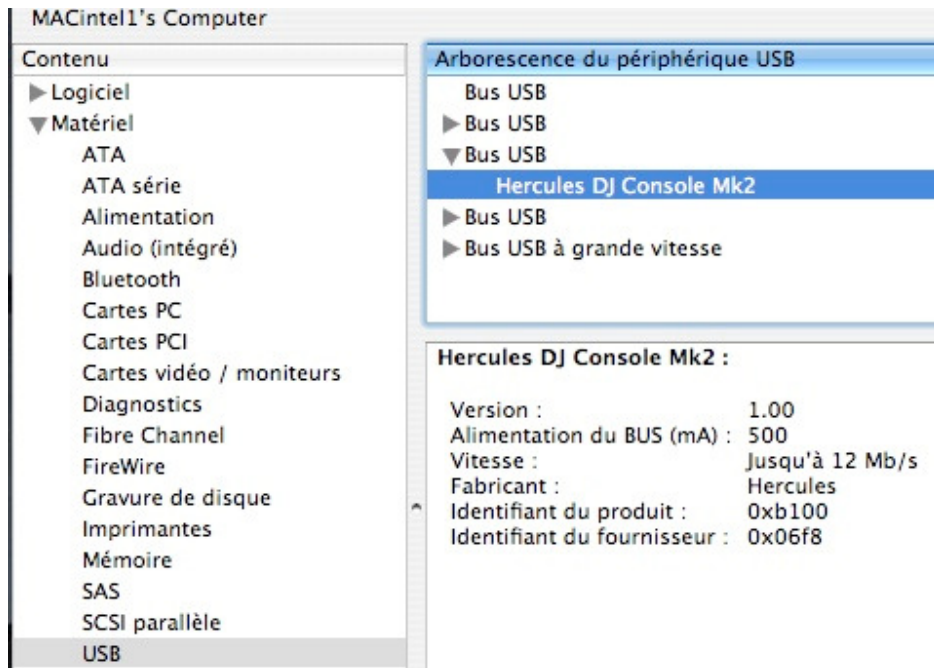 MACintel1's Computer
Contenu
Logiciel
Matériel
ATA
ATA série
Alimentation
Audio (intégré)
Bluetooth
Cartes PC
Cartes PCI
Cartes vidéo / moniteurs
Diagnostics
Fibre Channel
FireWire
Gravure de disque
Imprimantes
Mémoire
SAS
SCSI parallèle
USB
Arborescence du périphérique USB
Bus USB
Bus USB
Bus USB
Hercules DJ Console Mk2
Bus USB
Bus USB à grande vitesse
Hercules DJ Console Mk2 :
Version : 1.00
Alimentation du BUS (mA) : 500
Vitesse : Jusqu'à 12 Mb/s
Fabricant : Hercules
Identifiant du produit : 0xb100
Identifiant du fournisseur : 0x06f8